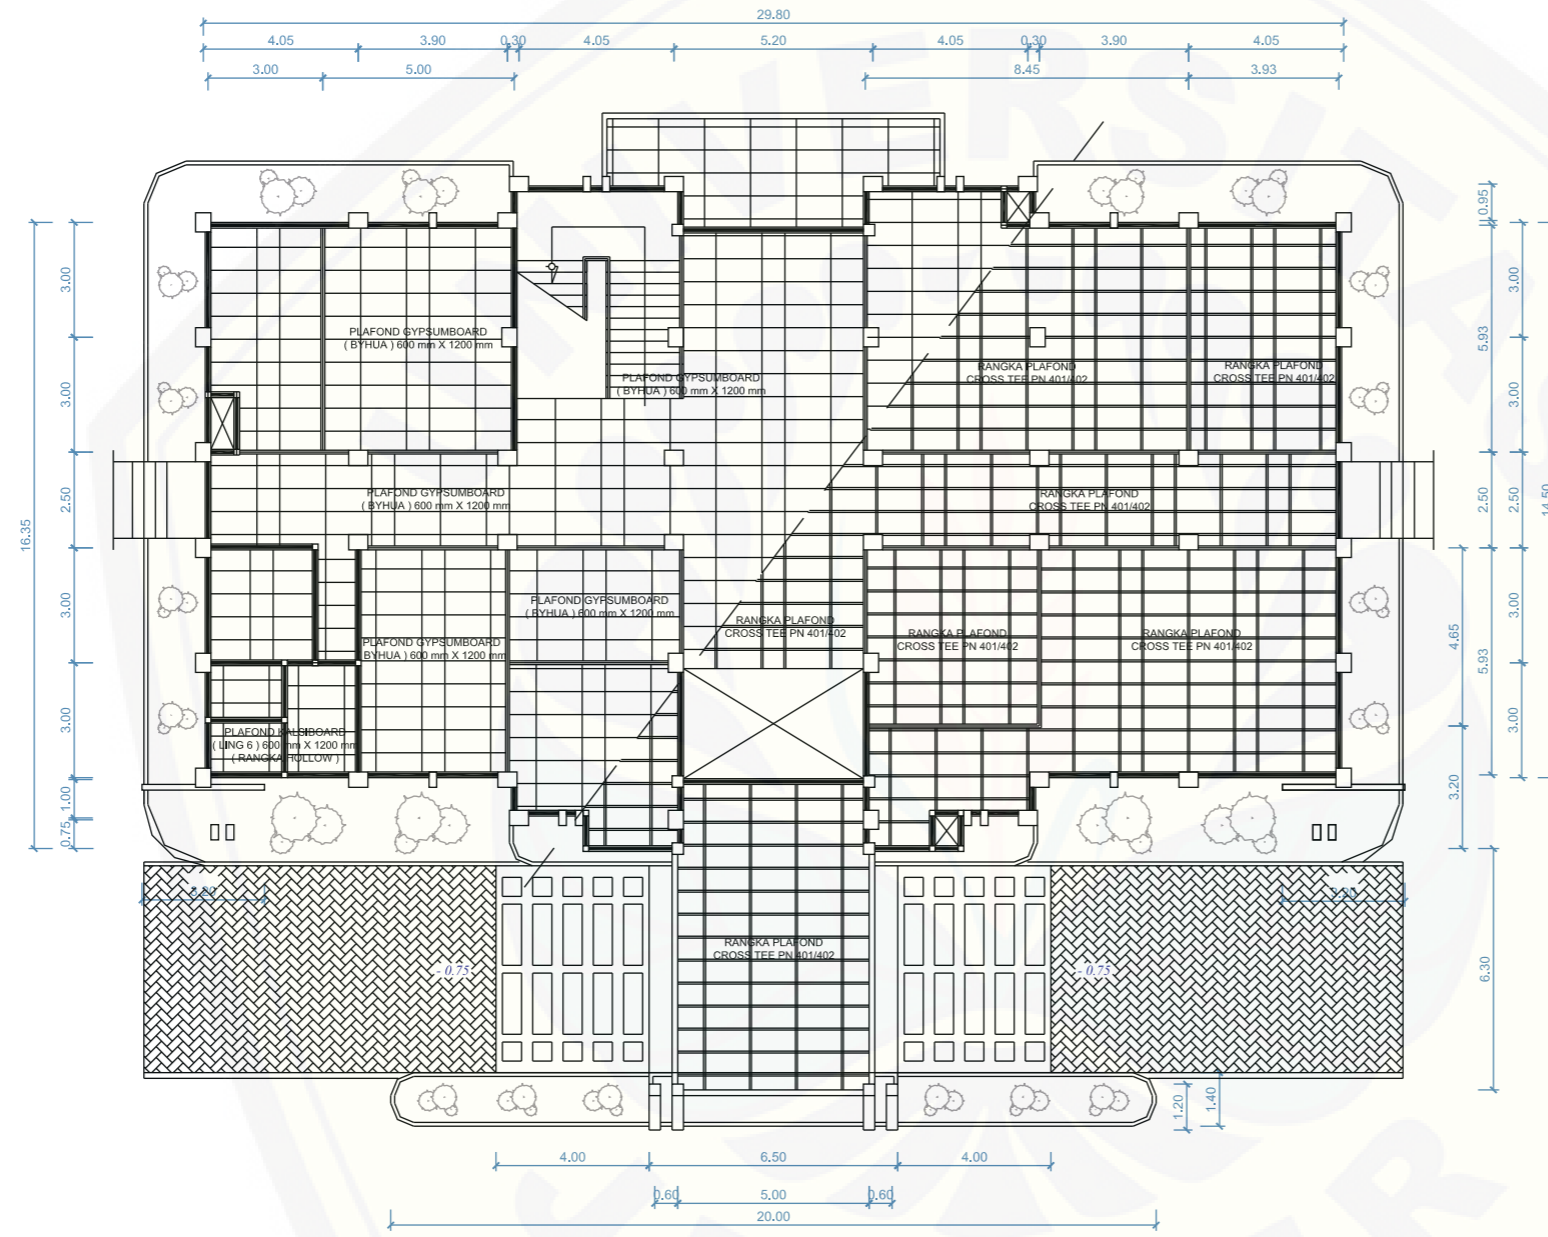 29.80
4.05 3.90 0.30 4.05 5.20 4.05 0.30 3.90 4.05
3.00 5.00 8.45 3.93
UNIVERSITAS
0.95
3.00 3.00 5.93 3.00
PLAFOND GYPSUMBOARD
( BYHUA ) 600 mm X 1200 mm
PLAFOND GYPSUMBOARD
( BYHUA ) 600 mm X 1200 mm
RANGKA PLAFOND
CROSS TEE PN 401/402
RANGKA PLAFOND
CROSS TEE PN 401/402
3.00 3.00
PLAFOND GYPSUMBOARD
( BYHUA ) 600 mm X 1200 mm
RANGKA PLAFOND
CROSS TEE PN 401/402
16.35 2.50 2.50 2.50 14.50
PLAFOND GYPSUMBOARD
( BYHUA ) 600 mm X 1200 mm
RANGKA PLAFOND
CROSS TEE PN 401/402
RANGKA PLAFOND
CROSS TEE PN 401/402
RANGKA PLAFOND
CROSS TEE PN 401/402
PLAFOND GYPSUMBOARD
BYHUA ) 600 mm X 1200 mm
3.00 4.65 5.93 3.00
3.00 3.00
PLAFOND KALSIBOARD
( LING 6 ) 600 mm X 1200 mm
( RANGKA HOLLOW )
1.00 3.20
0.75
3.20 3.20
RANGKA PLAFOND
CROSS TEE PN 401/402
- 0.75 - 0.75
6.30
1.20 1.40
4.00 6.50 4.00
0.60 5.00 0.60
20.00